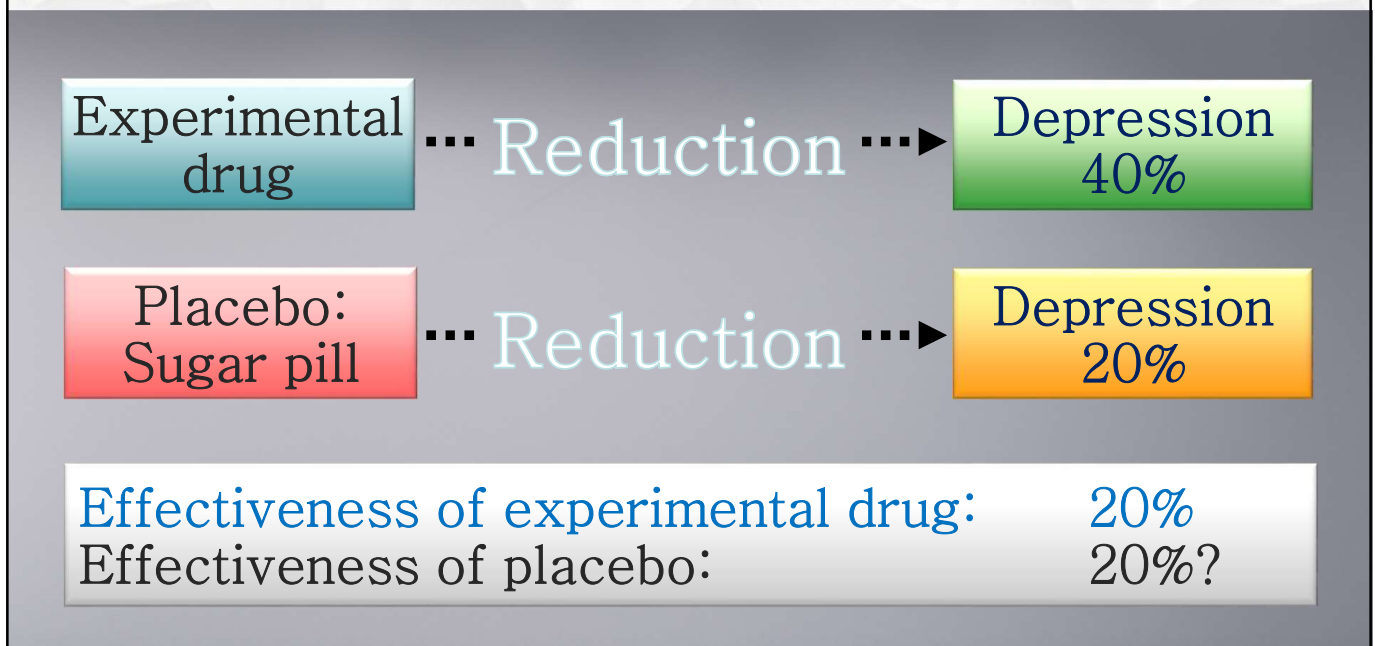 Experimental drug ··· Reduction ··· Depression 40%
Placebo: Sugar pill ··· Reduction ··· Depression 20%
Effectiveness of experimental drug: 20%
Effectiveness of placebo: 20%?